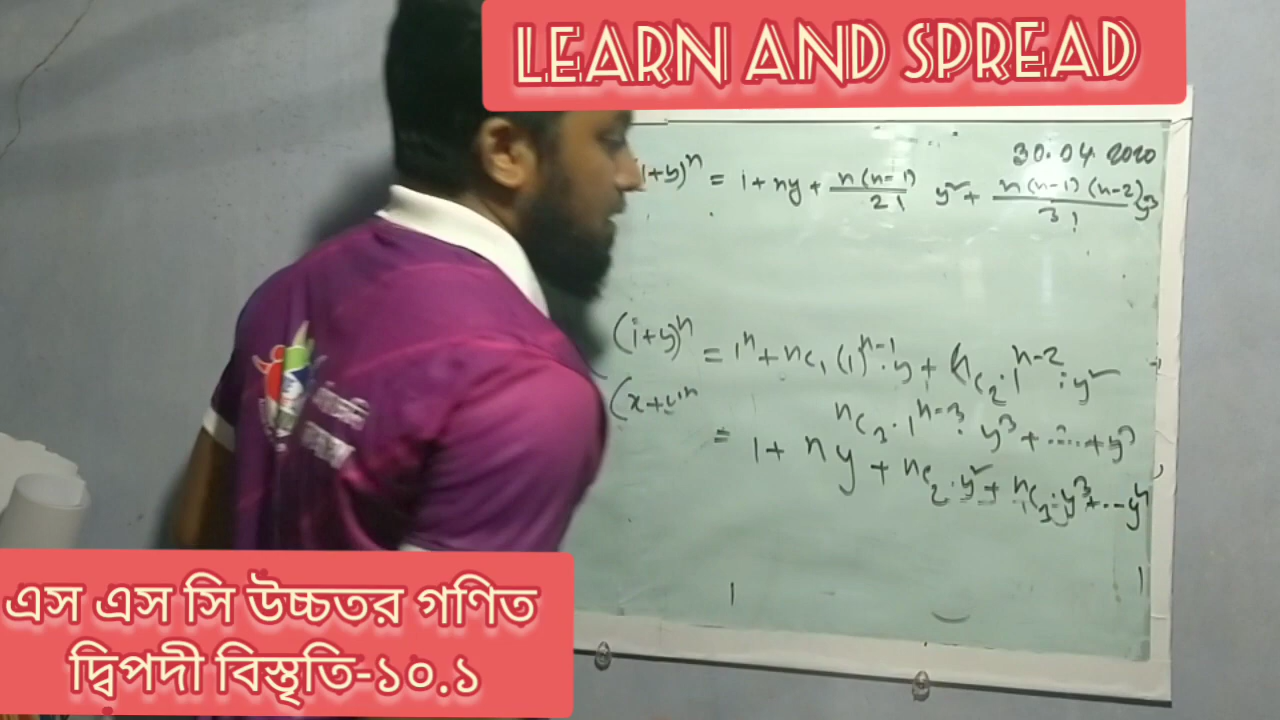 LEARN AND SPREAD
30.04.2020
(1+y)ⁿ = 1 + ny + n(n-1)/2! y² + n(n-1)(n-2)/3! y³
(1+y)ⁿ = 1ⁿ + ⁿC₁(1)ⁿ⁻¹.y + ⁿC₂.1ⁿ⁻².y²
(x+y)ⁿ
ⁿC₃.1ⁿ⁻³.y³ + ..... + yⁿ
= 1 + ny + ⁿC₂.y² + ⁿC₃.y³ + ...yⁿ
এস এস সি উচ্চতর গণিত
দ্বিপদী বিস্তৃতি-১০.১